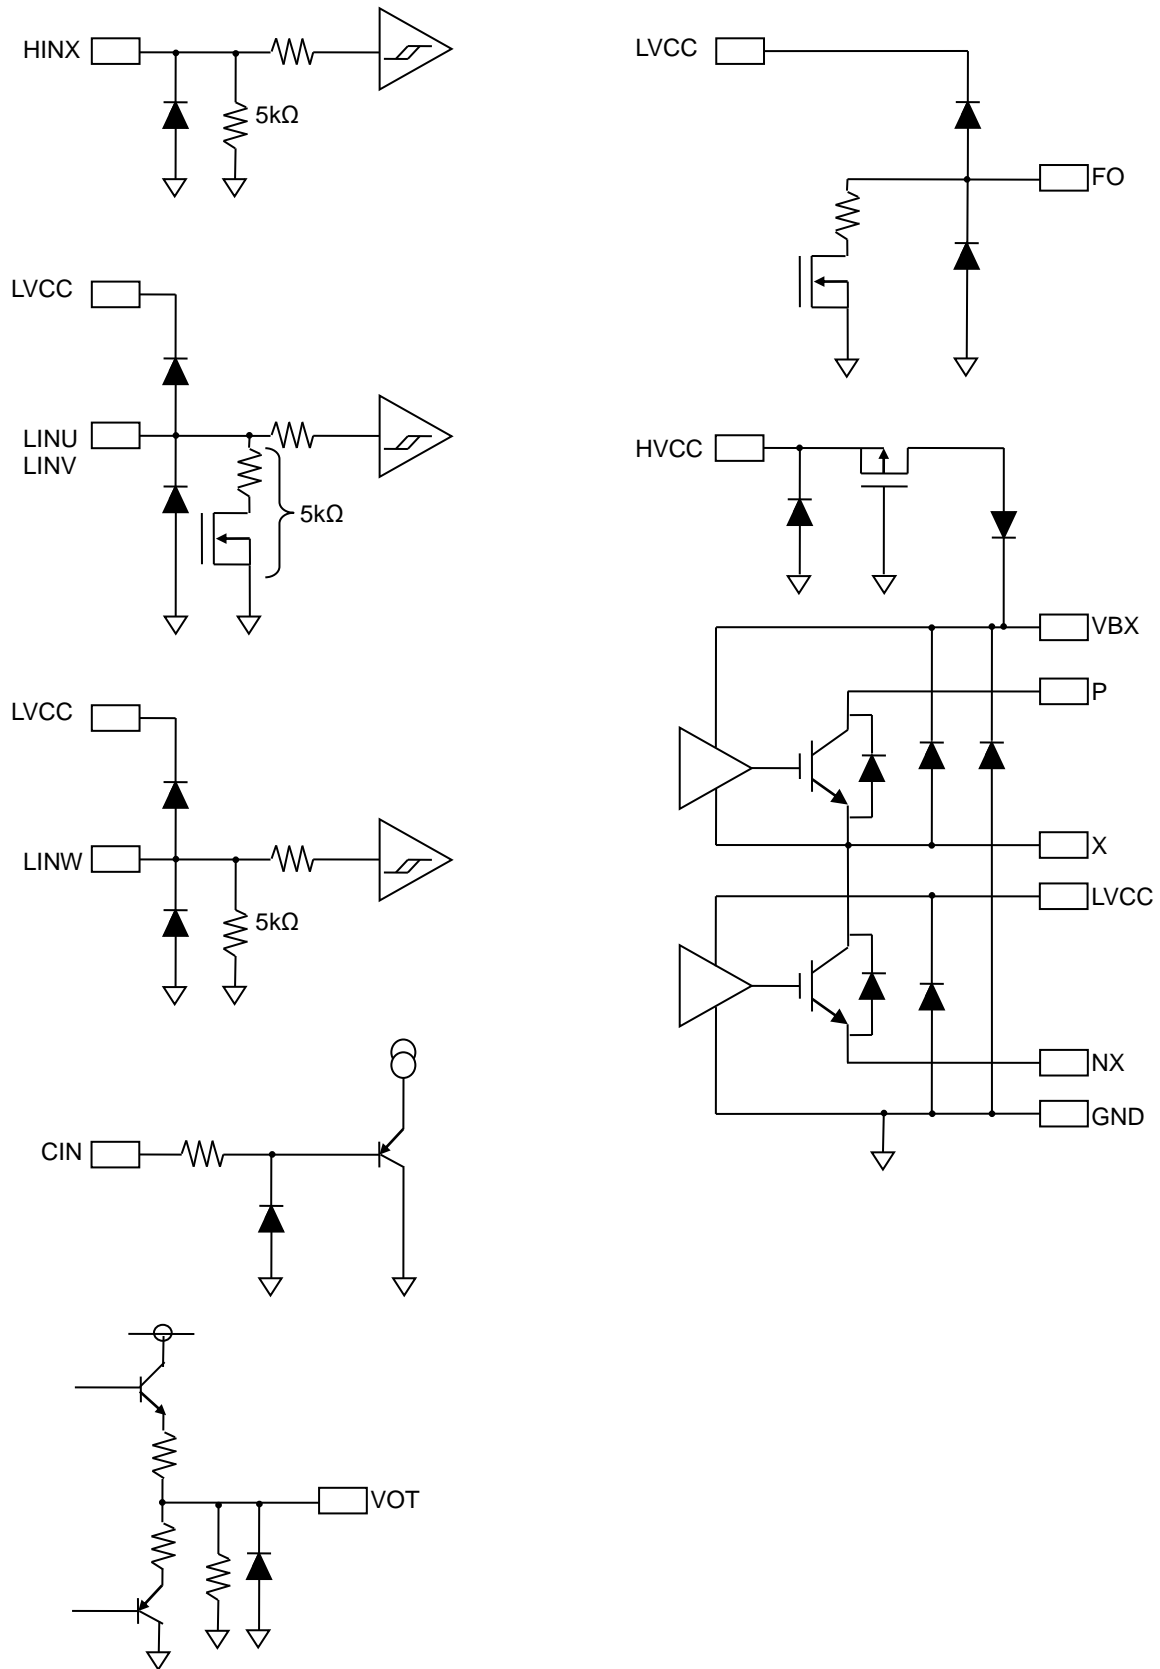 HINX
5kΩ
LVCC
LINU
LINV
5kΩ
LVCC
LINW
5kΩ
CIN
VOT
LVCC
FO
HVCC
VBX
P
X
LVCC
NX
GND